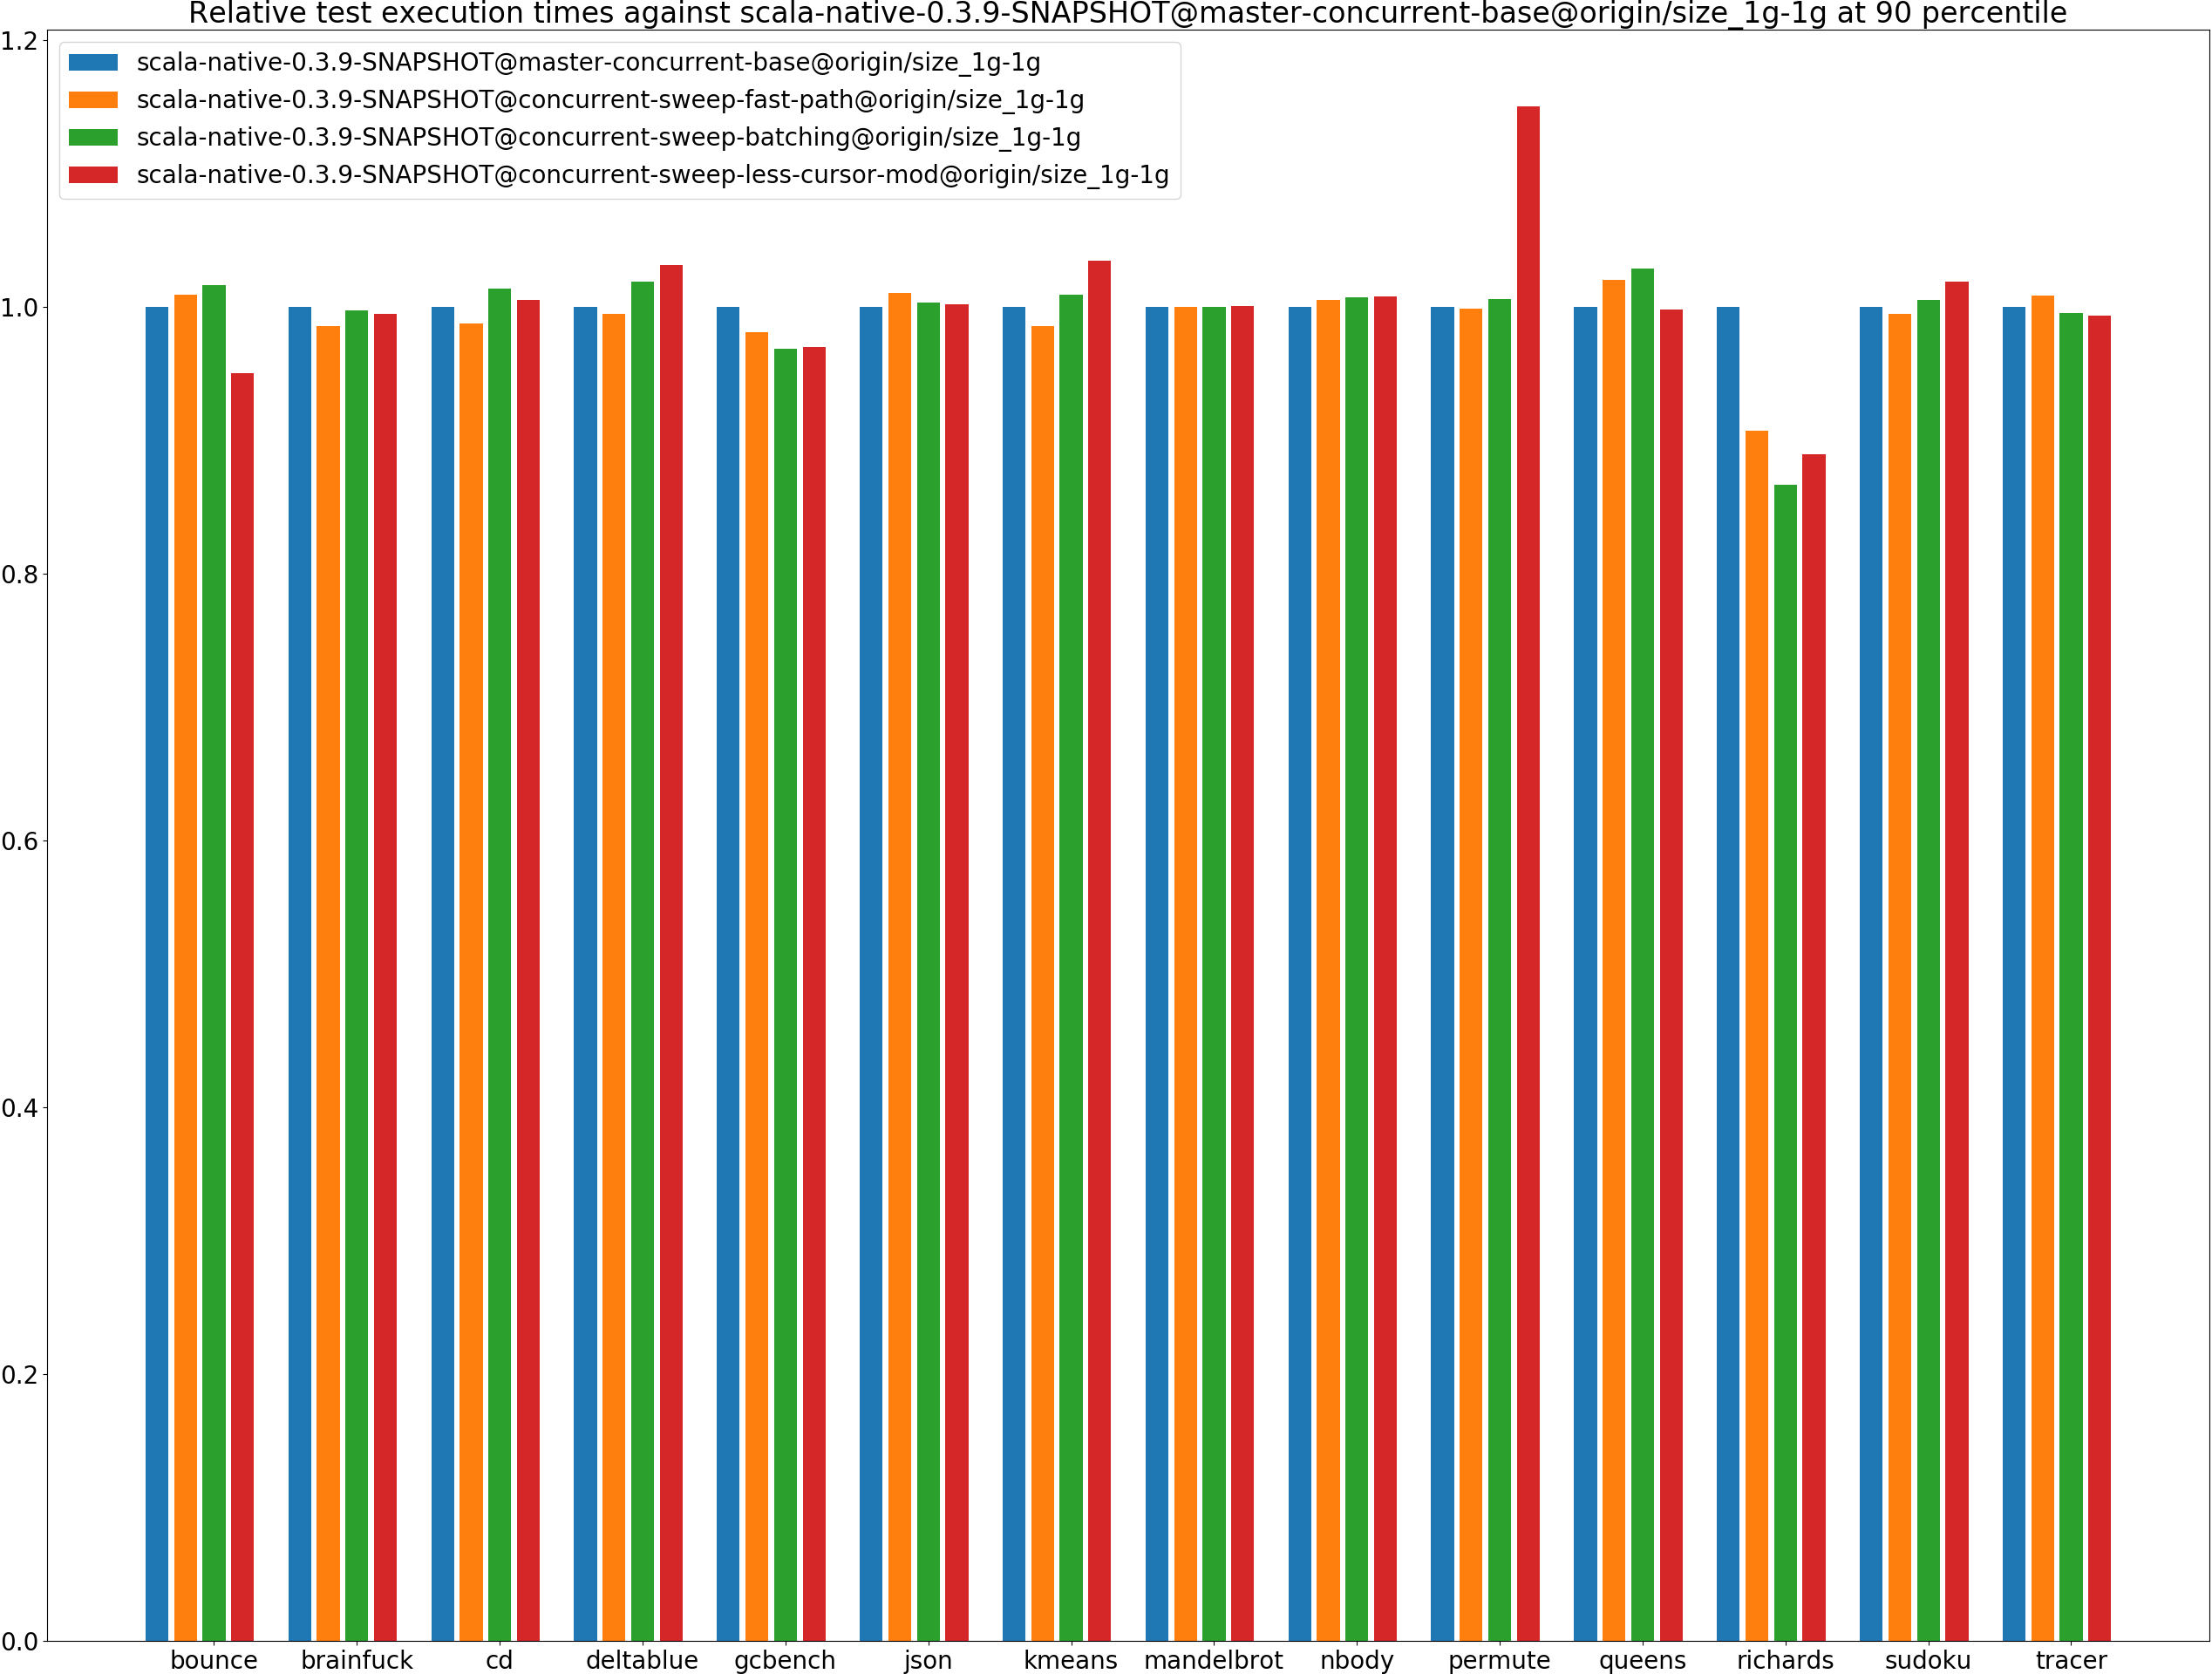 Relative test execution times against scala-native-0.3.9-SNAPSHOT@master-concurrent-base@origin/size_1g-1g at 90 percentile
1.2
scala-native-0.3.9-SNAPSHOT@master-concurrent-base@origin/size_1g-1g
scala-native-0.3.9-SNAPSHOT@concurrent-sweep-fast-path@origin/size_1g-1g
scala-native-0.3.9-SNAPSHOT@concurrent-sweep-batching@origin/size_1g-1g
scala-native-0.3.9-SNAPSHOT@concurrent-sweep-less-cursor-mod@origin/size_1g-1g
1.0
0.8
0.6
0.4
0.2
0.0
bounce brainfuck cd deltablue gcbench json kmeans mandelbrot nbody permute queens richards sudoku tracer